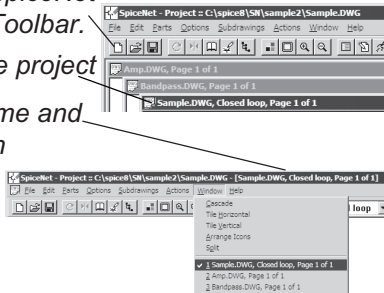 Toolbar.
e project
me and
SpiceNet - Project :: C:\spice8\SN\sample2\Sample.DWG
File Edit Parts Options Subdrawings Actions Window Help
Amp.DWG, Page 1 of 1
Bandpass.DWG, Page 1 of 1
Sample.DWG, Closed loop, Page 1 of 1
SpiceNet - Project :: C:\spice8\SN\sample2\Sample.DWG - [Sample.DWG, Closed loop, Page 1 of 1]
File Edit Parts Options Subdrawings Actions Window Help
loop
Cascade
Tile Horizontal
Tile Vertical
Arrange Icons
Split
✓ 1 Sample.DWG, Closed loop, Page 1 of 1
2 Amp.DWG, Page 1 of 1
3 Bandpass.DWG, Page 1 of 1